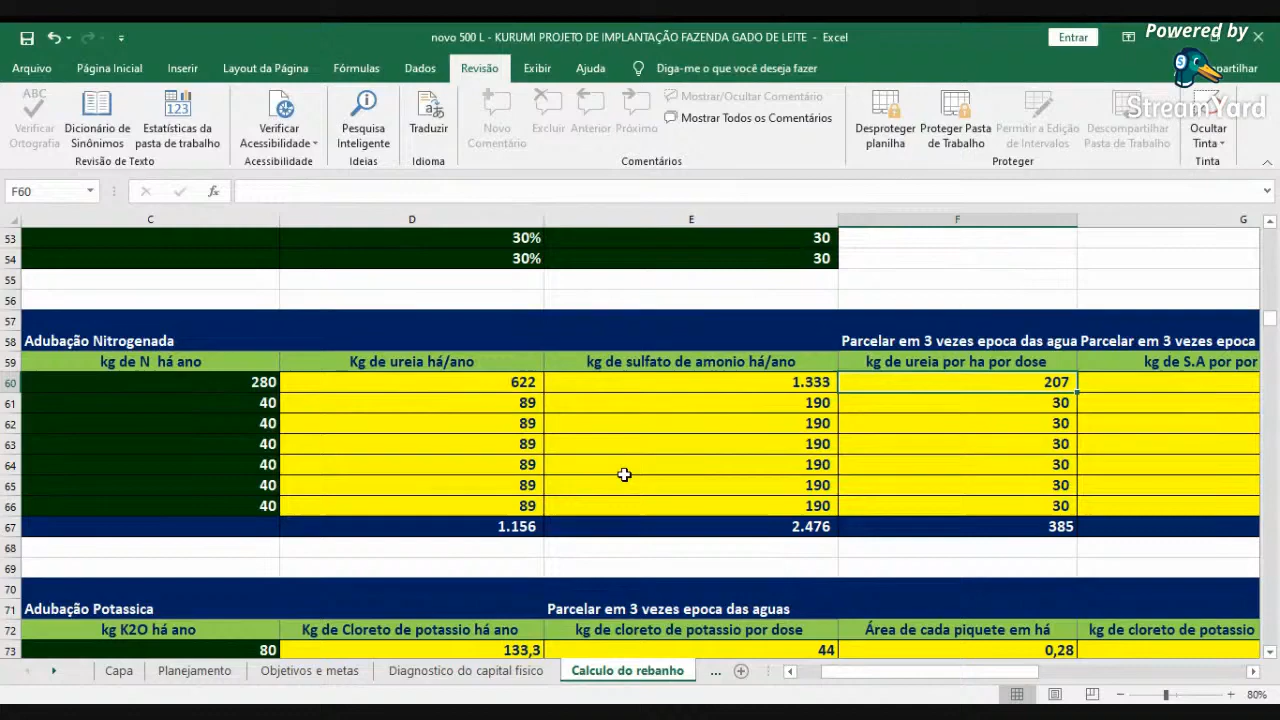 Powered by
StreamYard
novo 500 L - KURUMI PROJETO DE IMPLANTAÇÃO FAZENDA GADO DE LEITE - Excel
Entrar
Arquivo Página Inicial Inserir Layout da Página Fórmulas Dados Revisão Exibir Ajuda Diga-me o que você deseja fazer
Verificar Ortografia
Dicionário de Sinônimos
Estatísticas da pasta de trabalho
Verificar Acessibilidade
Pesquisa Inteligente
Traduzir
Novo Comentário
Excluir
Anterior
Próximo
Mostrar/Ocultar Comentário
Mostrar Todos os Comentários
Desproteger planilha
Proteger Pasta de Trabalho
Permitir a Edição de Intervalos
Descompartilhar Pasta de Trabalho
Ocultar Tinta
Revisão de Texto Acessibilidade Ideias Idioma Comentários Proteger Tinta
F60 fx
C D E F G
53 30% 30
54 30% 30
55
56
57
58 Adubação Nitrogenada Parcelar em 3 vezes epoca das agua Parcelar em 3 vezes epoca
59 kg de N há ano Kg de ureia há/ano kg de sulfato de amonio há/ano kg de ureia por ha por dose kg de S.A por por
60 280 622 1.333 207
61 40 89 190 30
62 40 89 190 30
63 40 89 190 30
64 40 89 190 30
65 40 89 190 30
66 40 89 190 30
67 1.156 2.476 385
68
69
70
71 Adubação Potassica Parcelar em 3 vezes epoca das aguas
72 kg K2O há ano Kg de Cloreto de potassio há ano kg de cloreto de potassio por dose Área de cada piquete em há kg de cloreto de potassio
73 80 133,3 44 0,28
Capa Planejamento Objetivos e metas Diagnostico do capital fisico Calculo do rebanho ...
80%